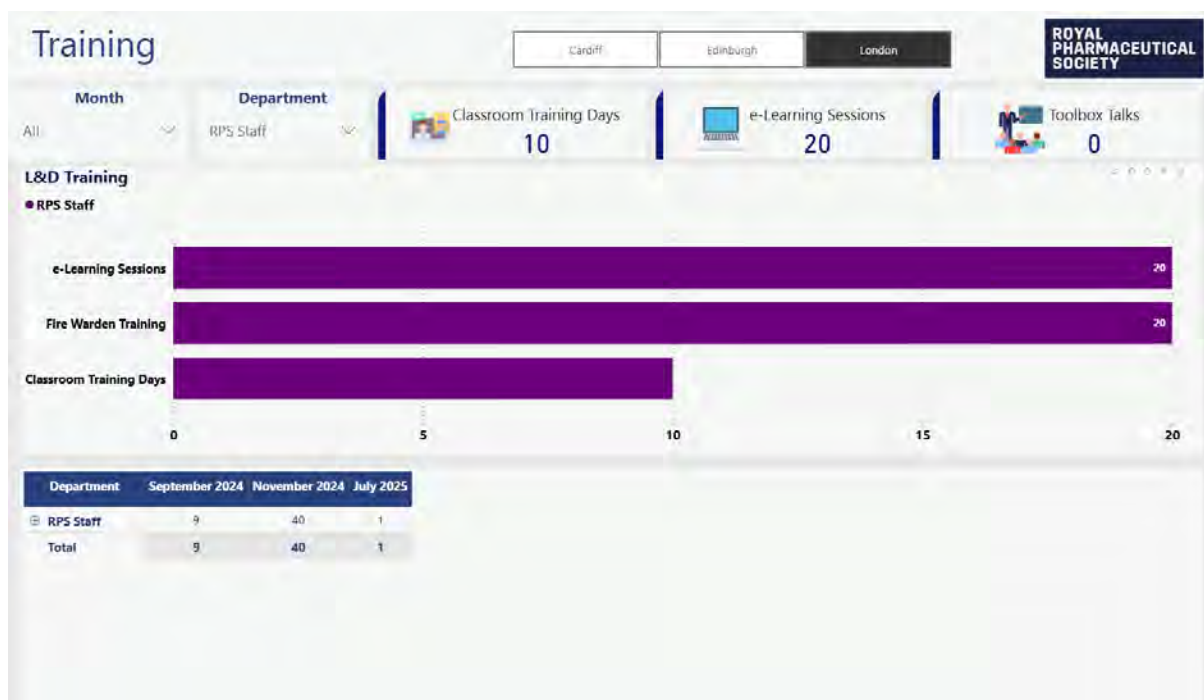 Training
Cardiff
Edinburgh
London
ROYAL
PHARMACEUTICAL
SOCIETY
Month
All
Department
RPS Staff
Classroom Training Days
10
e-Learning Sessions
20
Toolbox Talks
0
L&D Training
RPS Staff
e-Learning Sessions
20
Fire Warden Training
20
Classroom Training Days
0 5 10 15 20
Department September 2024 November 2024 July 2025
RPS Staff 9 40 1
Total 9 40 1